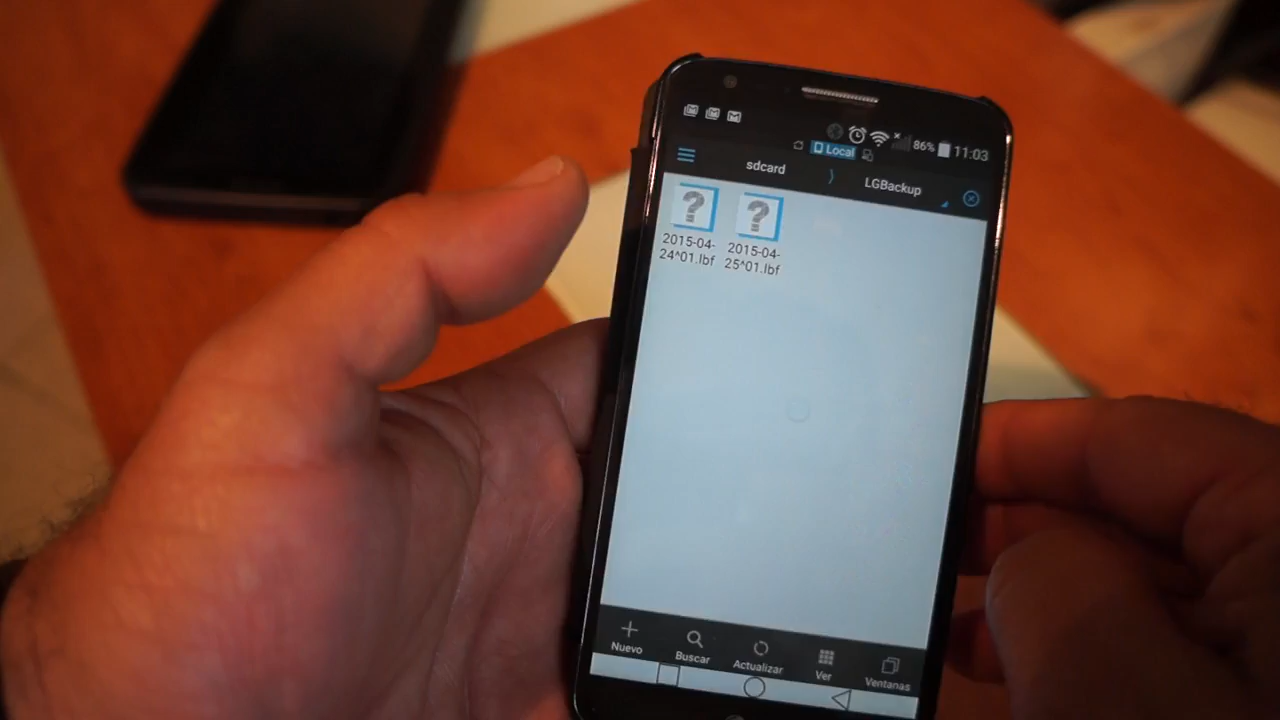 86% 11:03
Local
sdcard LGBackup
2015-04-
24^01.lbf
2015-04-
25^01.lbf
Nuevo Buscar Actualizar Ver Ventanas